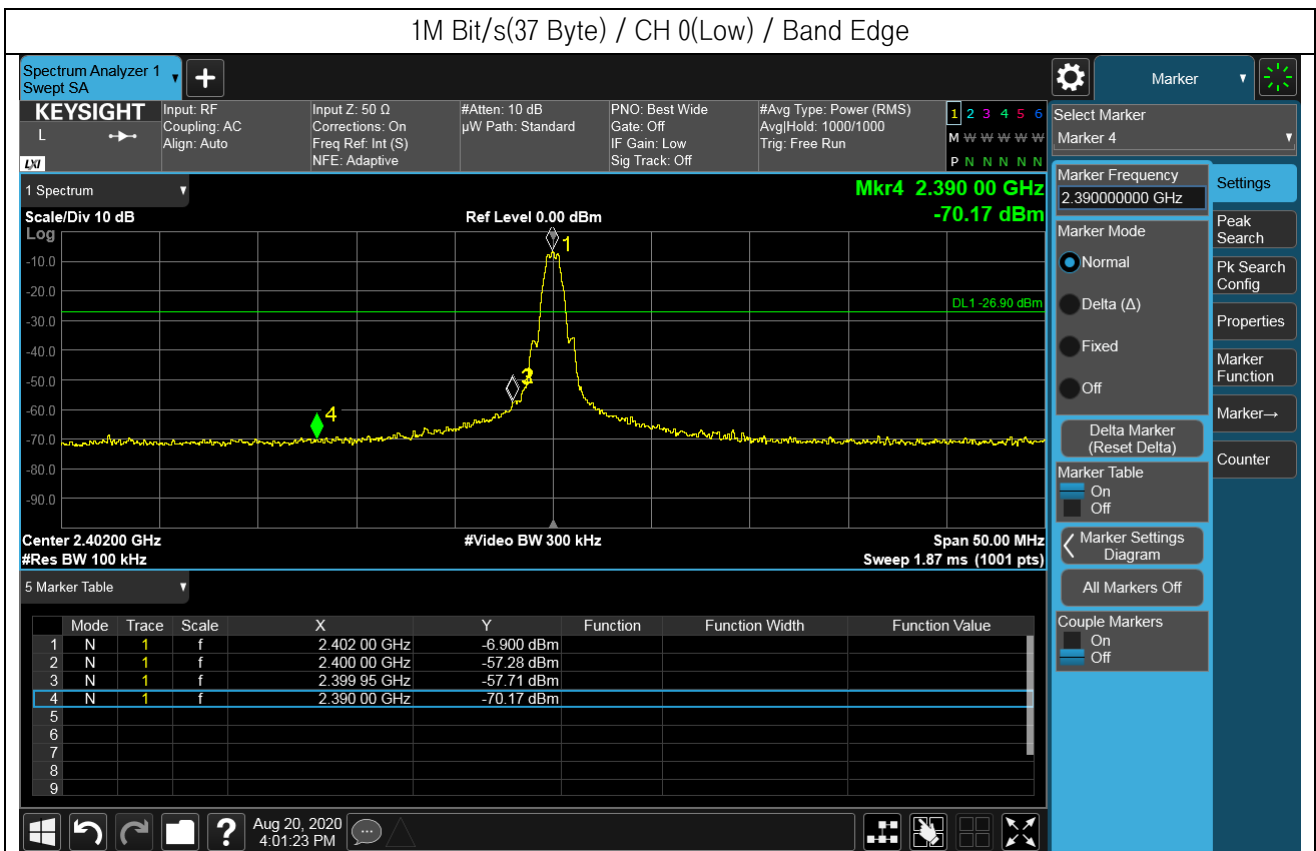 1M Bit/s(37 Byte) / CH 0(Low) / Band Edge
Spectrum Analyzer 1
Swept SA
+
Marker
KEYSIGHT
L
LXI
Input: RF
Coupling: AC
Align: Auto
Input Z: 50 Ω
Corrections: On
Freq Ref: Int (S)
NFE: Adaptive
#Atten: 10 dB
µW Path: Standard
PNO: Best Wide
Gate: Off
IF Gain: Low
Sig Track: Off
#Avg Type: Power (RMS)
Avg|Hold: 1000/1000
Trig: Free Run
1 2 3 4 5 6
M W W W W W
P N N N N N
Select Marker
Marker 4
1 Spectrum
Mkr4 2.390 00 GHz
Scale/Div 10 dB
Ref Level 0.00 dBm
-70.17 dBm
Log
-10.0
-20.0
-30.0
-40.0
-50.0
-60.0
-70.0
-80.0
-90.0
1
DL1 -26.90 dBm
4
Center 2.40200 GHz
#Video BW 300 kHz
Span 50.00 MHz
#Res BW 100 kHz
Sweep 1.87 ms (1001 pts)
5 Marker Table
Mode Trace Scale X Y Function Function Width Function Value
1 N 1 f 2.402 00 GHz -6.900 dBm
2 N 1 f 2.400 00 GHz -57.28 dBm
3 N 1 f 2.399 95 GHz -57.71 dBm
4 N 1 f 2.390 00 GHz -70.17 dBm
5
6
7
8
9
Marker Frequency
2.390000000 GHz
Marker Mode
Normal
Delta (Δ)
Fixed
Off
Delta Marker
(Reset Delta)
Marker Table
On
Off
Marker Settings
Diagram
All Markers Off
Couple Markers
On
Off
Settings
Peak
Search
Pk Search
Config
Properties
Marker
Function
Marker→
Counter
?
Aug 20, 2020
4:01:23 PM